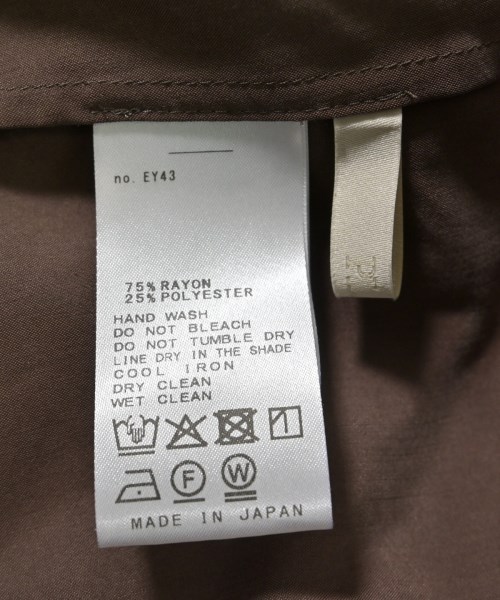 no. EY43
75% RAYON
25% POLYESTER
HAND WASH
DO NOT BLEACH
DO NOT TUMBLE DRY
LINE DRY IN THE SHADE
COOL IRON
DRY CLEAN
WET CLEAN
F W
MADE IN JAPAN